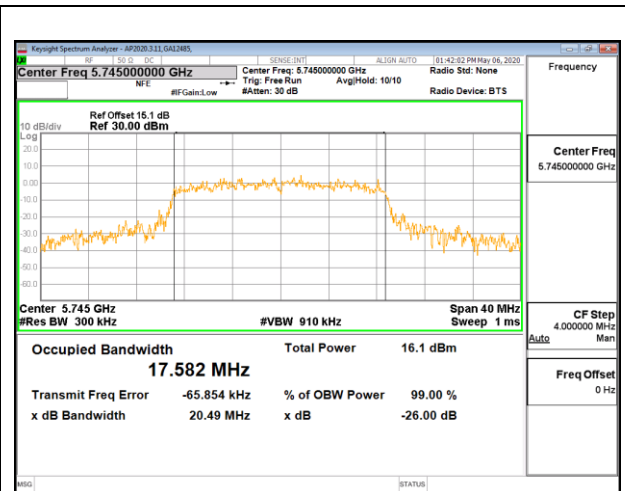 Keysight Spectrum Analyzer - AP2020.3.11, GA12485,
RF 50 Ω DC SENSE:INT ALIGN AUTO 01:42:02 PM May 06, 2020
Center Freq 5.745000000 GHz
NFE
#IFGain:Low
Center Freq: 5.745000000 GHz
Trig: Free Run Avg|Hold: 10/10
#Atten: 30 dB
Radio Std: None
Radio Device: BTS
Frequency
Ref Offset 15.1 dB
10 dB/div Ref 30.00 dBm
Log
20.0
10.0
0.00
-10.0
-20.0
-30.0
-40.0
-50.0
-60.0
Center 5.745 GHz Span 40 MHz
#Res BW 300 kHz #VBW 910 kHz Sweep 1 ms
Occupied Bandwidth Total Power 16.1 dBm
17.582 MHz
Transmit Freq Error -65.854 kHz % of OBW Power 99.00 %
x dB Bandwidth 20.49 MHz x dB -26.00 dB
Center Freq
5.745000000 GHz
CF Step
4.000000 MHz
Auto Man
Freq Offset
0 Hz
MSG STATUS